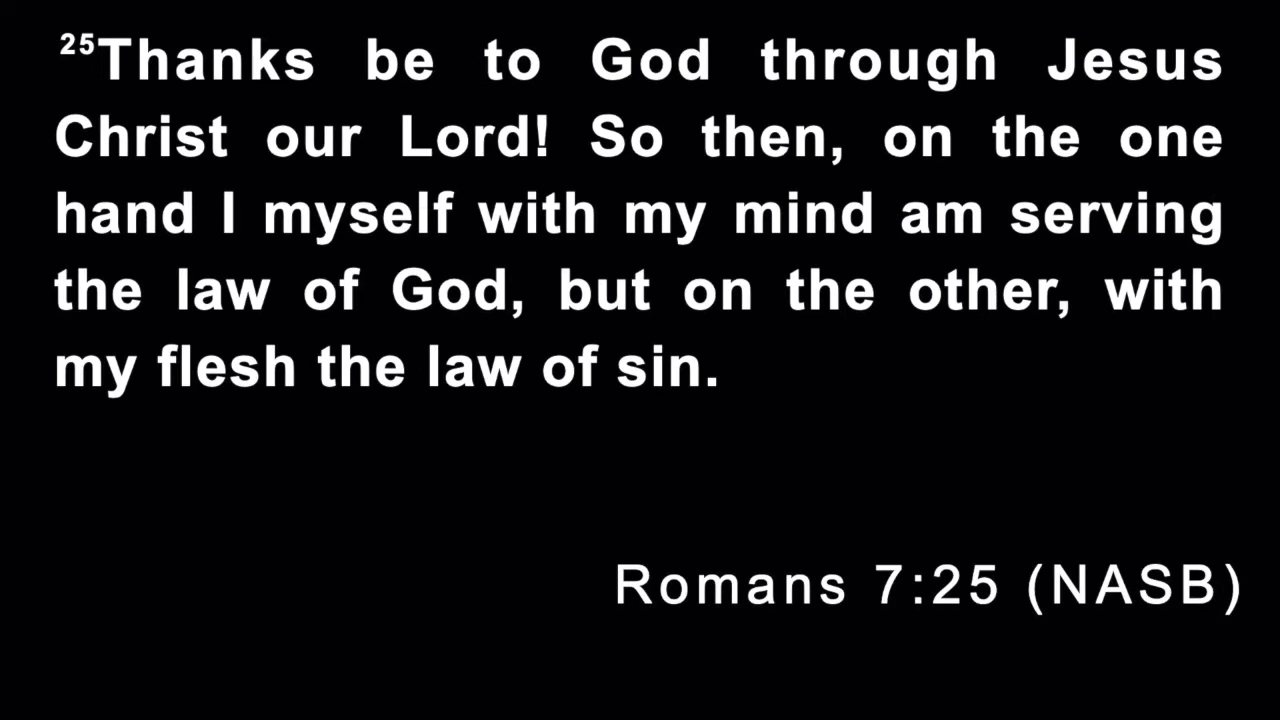 25Thanks be to God through Jesus
Christ our Lord! So then, on the one
hand I myself with my mind am serving
the law of God, but on the other, with
my flesh the law of sin.
Romans 7:25 (NASB)